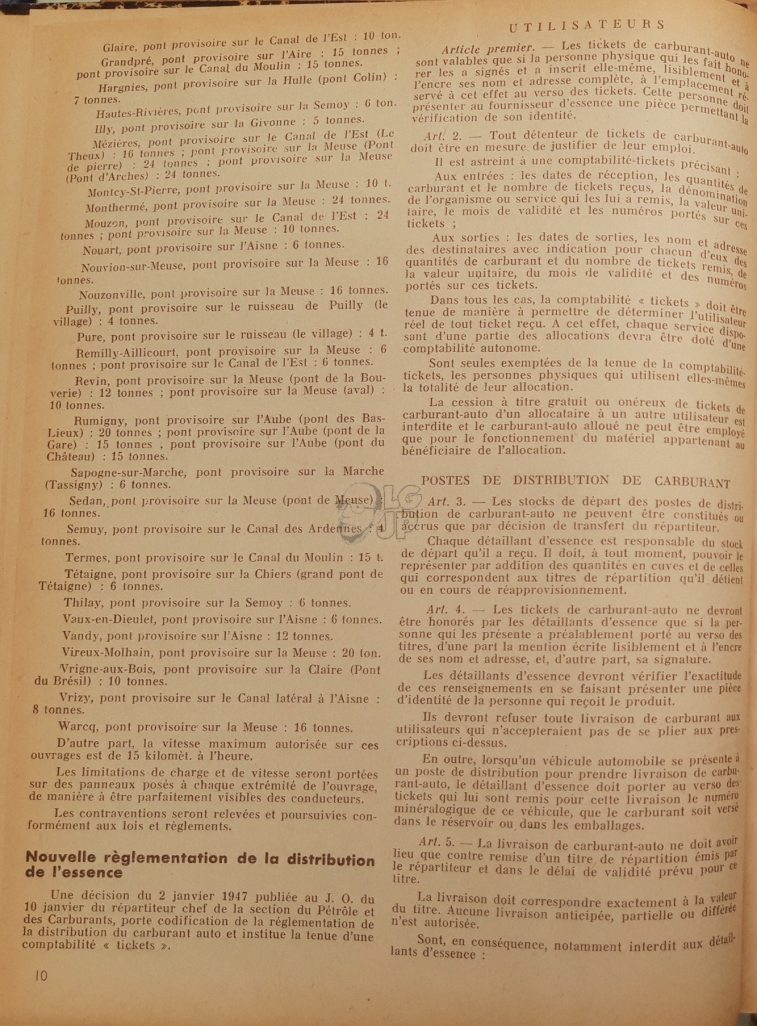 Glaire, pont provisoire sur le Canal de l'Est : 10 ton.
Grandpré, pont provisoire sur l'Aire : 15 tonnes ;
pont provisoire sur le Canal du Moulin : 15 tonnes.
Hargnies, pont provisoire sur la Hulle (pont Colin) :
7 tonnes.
Hautes-Rivières, pont provisoire sur la Semoy : 6 ton.
Illy, pont provisoire sur la Givonne : 5 tonnes.
Mézières, pont provisoire sur le Canal de l'Est (Le
Theux) : 16 tonnes ; pont provisoire sur la Meuse (Pont
de pierre) : 24 tonnes ; pont provisoire sur la Meuse
(Pont d'Arches) : 24 tonnes.
Montcy-St-Pierre, pont provisoire sur la Meuse : 10 t.
Monthermé, pont provisoire sur la Meuse : 24 tonnes.
Mouzon, pont provisoire sur le Canal de l'Est : 24
tonnes ; pont provisoire sur la Meuse : 10 tonnes.
Nouart, pont provisoire sur l'Aisne : 6 tonnes.
Nouvion-sur-Meuse, pont provisoire sur la Meuse : 16
tonnes.
Nouzonville, pont provisoire sur la Meuse : 16 tonnes.
Puilly, pont provisoire sur le ruisseau de Puilly (le
village) : 4 tonnes.
Pure, pont provisoire sur le ruisseau (le village) : 4 t.
Remilly-Aillicourt, pont provisoire sur la Meuse : 6
tonnes ; pont provisoire sur le Canal de l'Est : 6 tonnes.
Revin, pont provisoire sur la Meuse (pont de la Bou-
verie) : 12 tonnes ; pont provisoire sur la Meuse (aval) :
10 tonnes.
Rumigny, pont provisoire sur l'Aube (pont des Bas-
Lieux) : 20 tonnes ; pont provisoire sur l'Aube (pont de la
Gare) : 15 tonnes , pont provisoire sur l'Aube (pont du
Château) : 15 tonnes.
Sapogne-sur-Marche, pont provisoire sur la Marche
(Tassigny) : 6 tonnes.
Sedan, pont provisoire sur la Meuse (pont de Meuse) :
16 tonnes.
Semuy, pont provisoire sur le Canal des Ardennes : 4
tonnes.
Termes, pont provisoire sur le Canal du Moulin : 15 t.
Tétaigne, pont provisoire sur la Chiers (grand pont de
Tétaigne) : 6 tonnes.
Thilay, pont provisoire sur la Semoy : 6 tonnes.
Vaux-en-Dieulet, pont provisoire sur l'Aisne : 6 tonnes.
Vandy, pont provisoire sur l'Aisne : 12 tonnes.
Vireux-Molhain, pont provisoire sur la Meuse : 20 ton.
Vrigne-aux-Bois, pont provisoire sur la Claire (Pont
du Brésil) : 10 tonnes.
Vrizy, pont provisoire sur le Canal latéral à l'Aisne :
8 tonnes.
Warcq, pont provisoire sur la Meuse : 16 tonnes.
D'autre part, la vitesse maximum autorisée sur ces
ouvrages est de 15 kilomèt. à l'heure.
Les limitations de charge et de vitesse seront portées
sur des panneaux posés à chaque extrémité de l'ouvrage,
de manière à être parfaitement visibles des conducteurs.
Les contraventions seront relevées et poursuivies con-
formément aux lois et règlements.
Nouvelle règlementation de la distribution
de l'essence
Une décision du 2 janvier 1947 publiée au J. O. du
10 janvier du répartiteur chef de la section du Pétrôle et
des Carburants, porte codification de la réglementation de
la distribution du carburant auto et institue la tenue d'une
comptabilité « tickets ».
10
UTILISATEURS
Article premier. — Les tickets de carburant-auto ne
sont valables que si la personne physique qui les fait hono-
rer les a signés et a inscrit elle-même, lisiblement et à
l'encre ses nom et adresse complète, à l'emplacement ré-
servé à cet effet au verso des tickets. Cette personne doit
présenter au fournisseur d'essence une pièce permettant la
vérification de son identité.
Art. 2. — Tout détenteur de tickets de carburant-auto
doit être en mesure de justifier de leur emploi.
Il est astreint à une comptabilité-tickets précisant :
Aux entrées : les dates de réception, les quantités de
carburant et le nombre de tickets reçus, la dénomination
de l'organisme ou service qui les lui a remis, la valeur uni-
taire, le mois de validité et les numéros portés sur ces
tickets ;
Aux sorties : les dates de sorties, les nom et adresse
des destinataires avec indication pour chacun d'eux des
quantités de carburant et du nombre de tickets remis, de
la valeur unitaire, du mois de validité et des numéros
portés sur ces tickets.
Dans tous les cas, la comptabilité « tickets » doit être
tenue de manière à permettre de déterminer l'utilisateur
réel de tout ticket reçu. A cet effet, chaque service dispo-
sant d'une partie des allocations devra être doté d'une
comptabilité autonome.
Sont seules exemptées de la tenue de la comptabilité-
tickets, les personnes physiques qui utilisent elles-mêmes
la totalité de leur allocation.
La cession à titre gratuit ou onéreux de tickets de
carburant-auto d'un allocataire à un autre utilisateur est
interdite et le carburant-auto alloué ne peut être employé
que pour le fonctionnement du matériel appartenant au
bénéficiaire de l'allocation.
POSTES DE DISTRIBUTION DE CARBURANT
Art. 3. — Les stocks de départ des postes de distri-
bution de carburant-auto ne peuvent être constitués ou
accrus que par décision de transfert du répartiteur.
Chaque détaillant d'essence est responsable du stock
de départ qu'il a reçu. Il doit, à tout moment, pouvoir le
représenter par addition des quantités en cuves et de celles
qui correspondent aux titres de répartition qu'il détient
ou en cours de réapprovisionnement.
Art. 4. — Les tickets de carburant-auto ne devront
être honorés par les détaillants d'essence que si la per-
sonne qui les présente a préalablement porté au verso des
titres, d'une part la mention écrite lisiblement et à l'encre
de ses nom et adresse, et, d'autre part, sa signature.
Les détaillants d'essence devront vérifier l'exactitude
de ces renseignements en se faisant présenter une pièce
d'identité de la personne qui reçoit le produit.
Ils devront refuser toute livraison de carburant aux
utilisateurs qui n'accepteraient pas de se plier aux pres-
criptions ci-dessus.
En outre, lorsqu'un véhicule automobile se présente à
un poste de distribution pour prendre livraison de carbu-
rant-auto, le détaillant d'essence doit porter au verso des
tickets qui lui sont remis pour cette livraison le numéro
minéralogique de ce véhicule, que le carburant soit versé
dans le réservoir ou dans les emballages.
Art. 5. — La livraison de carburant-auto ne doit avoir
lieu que contre remise d'un titre de répartition émis par
le répartiteur et dans le délai de validité prévu pour ce
titre.
La livraison doit correspondre exactement à la valeur
du titre. Aucune livraison anticipée, partielle ou différée
n'est autorisée.
Sont, en conséquence, notamment interdit aux détail-
lants d'essence :